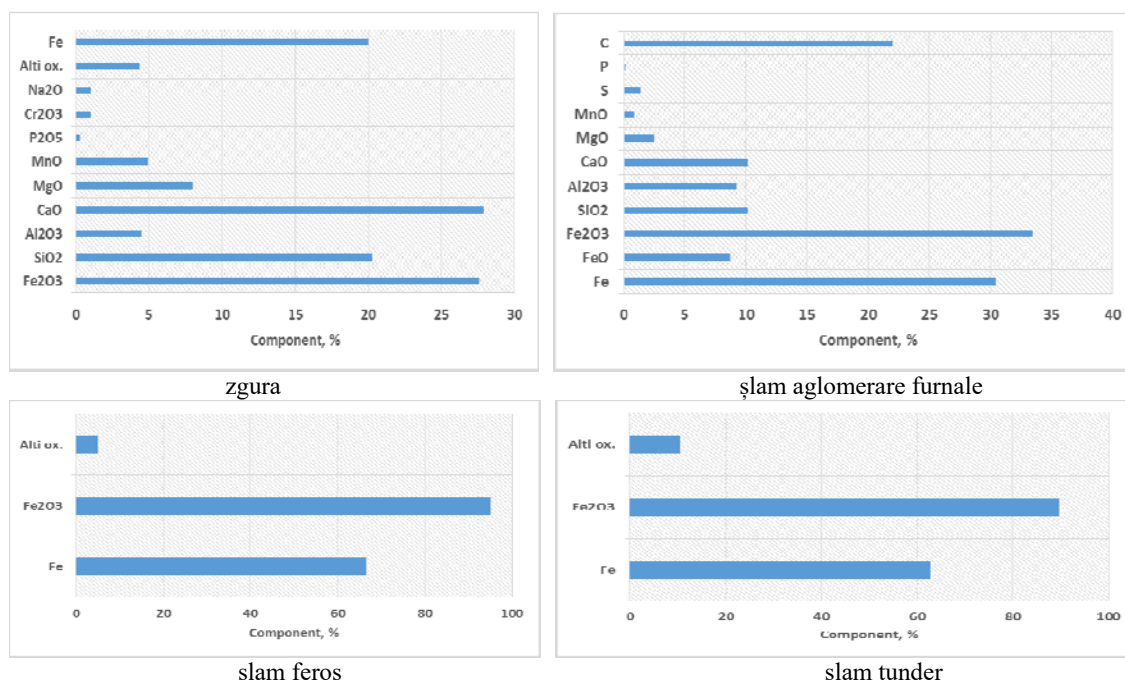 Fe
Alti ox.
Na2O
Cr2O3
P2O5
MnO
MgO
CaO
Al2O3
SiO2
Fe2O3
0 5 10 15 20 25 30
Component, %
zgura
C
P
S
MnO
MgO
CaO
Al2O3
SiO2
Fe2O3
FeO
Fe
0 5 10 15 20 25 30 35 40
Component, %
șlam aglomerare furnale
Alti ox.
Fe2O3
Fe
0 20 40 60 80 100
Component, %
slam feros
Alti ox.
Fe2O3
Fe
0 20 40 60 80 100
Component, %
slam tunder